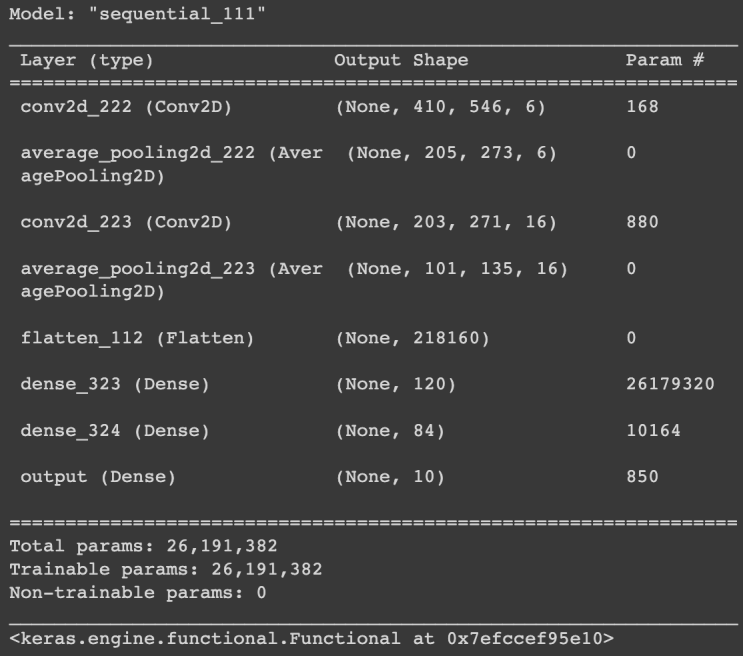 Model: "sequential_111"
Layer (type) Output Shape Param #
=================================================================
conv2d_222 (Conv2D) (None, 410, 546, 6) 168
average_pooling2d_222 (Aver (None, 205, 273, 6) 0
agePooling2D)
conv2d_223 (Conv2D) (None, 203, 271, 16) 880
average_pooling2d_223 (Aver (None, 101, 135, 16) 0
agePooling2D)
flatten_112 (Flatten) (None, 218160) 0
dense_323 (Dense) (None, 120) 26179320
dense_324 (Dense) (None, 84) 10164
output (Dense) (None, 10) 850
=================================================================
Total params: 26,191,382
Trainable params: 26,191,382
Non-trainable params: 0
<keras.engine.functional.Functional at 0x7efccef95e10>